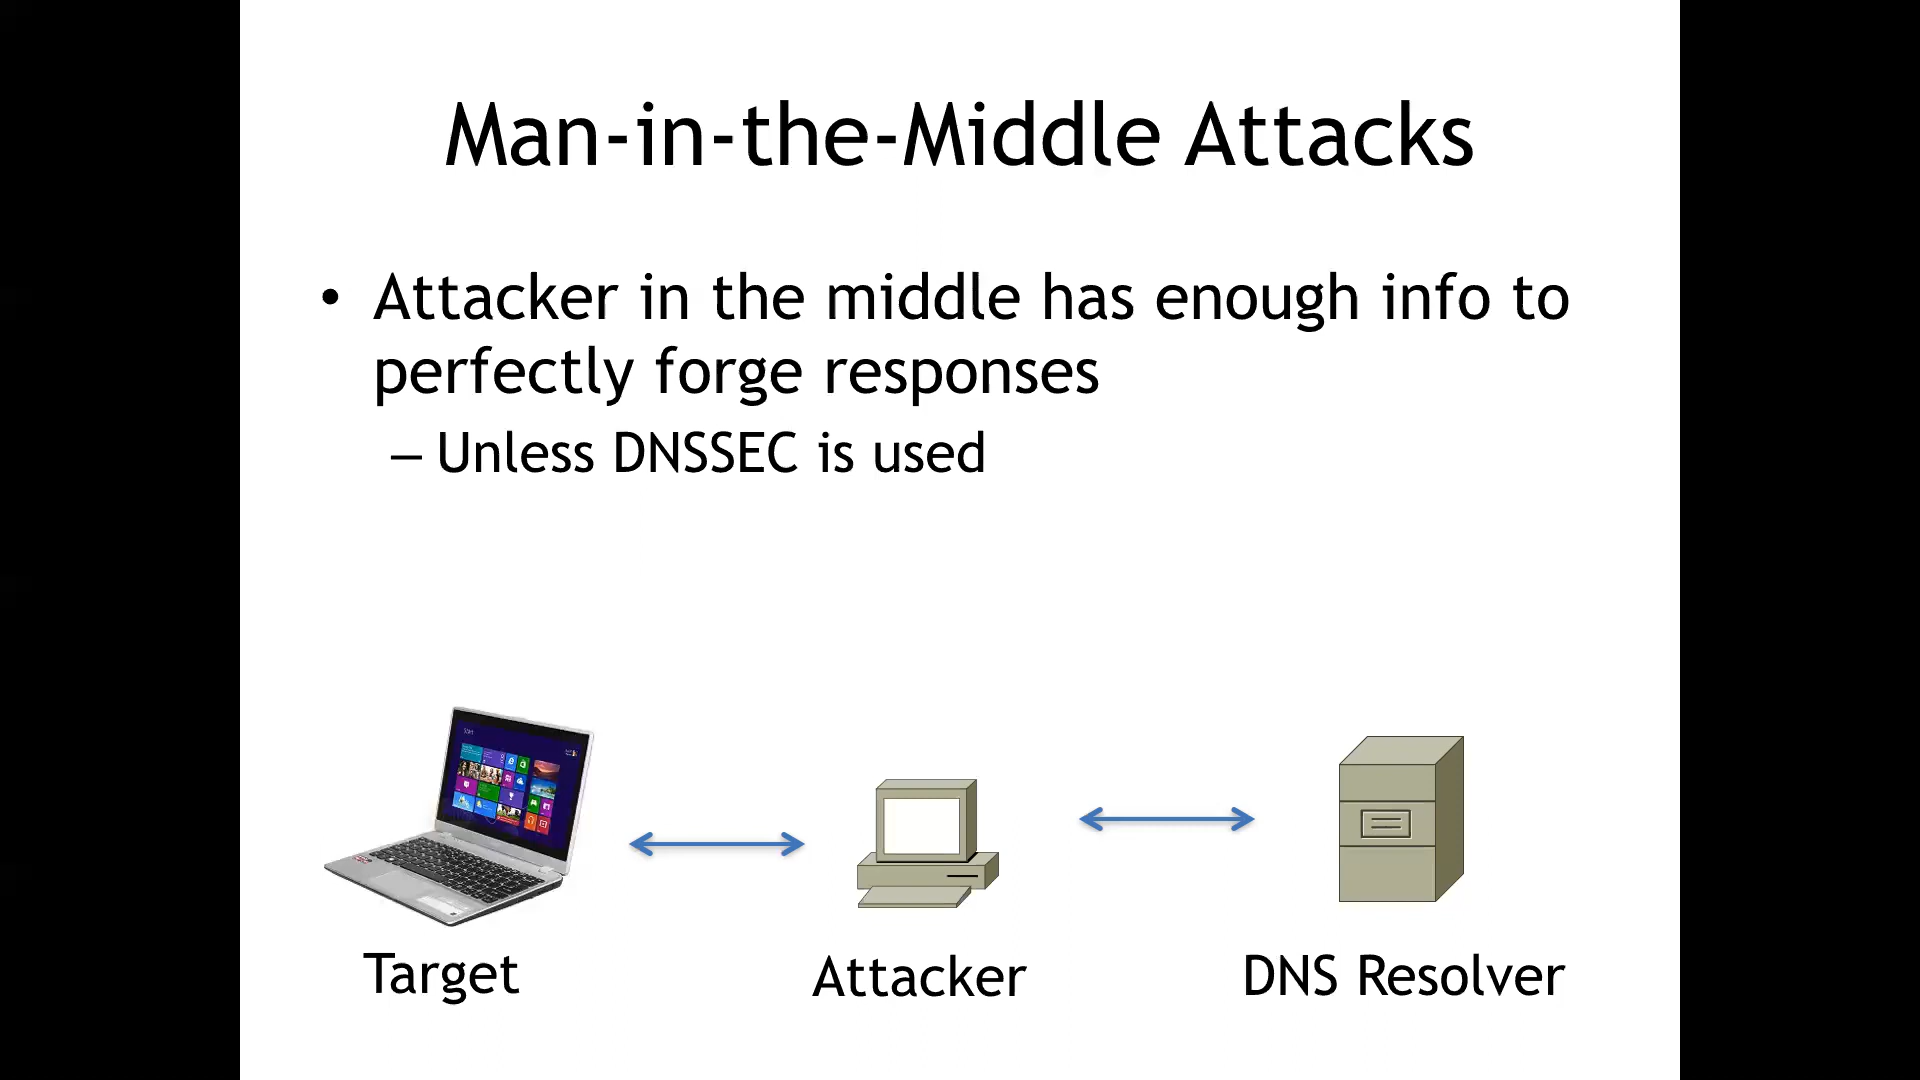 Man-in-the-Middle Attacks
• Attacker in the middle has enough info to
perfectly forge responses
– Unless DNSSEC is used
Start
Target
Attacker
DNS Resolver